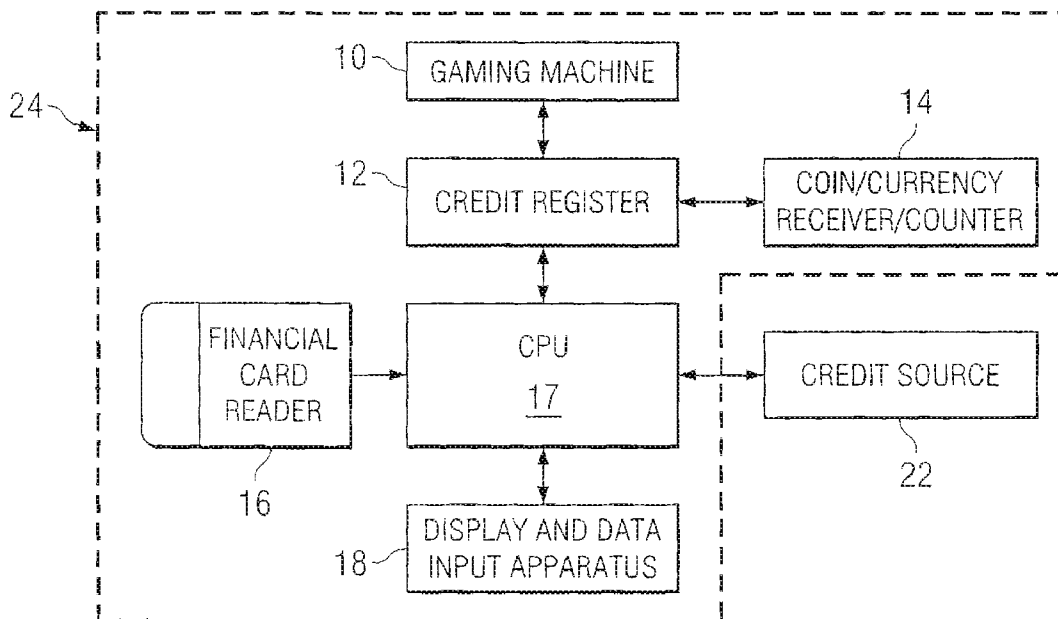 10
GAMING MACHINE
24
14
12
CREDIT REGISTER
COIN/CURRENCY
RECEIVER/COUNTER
FINANCIAL
CARD
READER
CPU
17
CREDIT SOURCE
16
22
18
DISPLAY AND DATA
INPUT APPARATUS